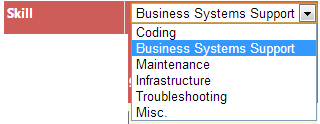 Skill Business Systems Support
Coding
Business Systems Support
Maintenance
Infrastructure
Troubleshooting
Misc.